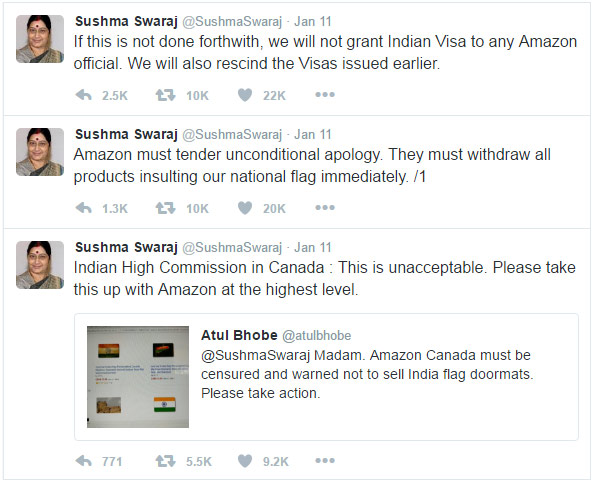 Sushma Swaraj @SushmaSwaraj · Jan 11
If this is not done forthwith, we will not grant Indian Visa to any Amazon
official. We will also rescind the Visas issued earlier.
2.5K 10K 22K
Sushma Swaraj @SushmaSwaraj · Jan 11
Amazon must tender unconditional apology. They must withdraw all
products insulting our national flag immediately. /1
1.3K 10K 20K
Sushma Swaraj @SushmaSwaraj · Jan 11
Indian High Commission in Canada : This is unacceptable. Please take
this up with Amazon at the highest level.
Atul Bhobe @atulbhobe
@SushmaSwaraj Madam. Amazon Canada must be
censured and warned not to sell India flag doormats.
Please take action.
771 5.5K 9.2K